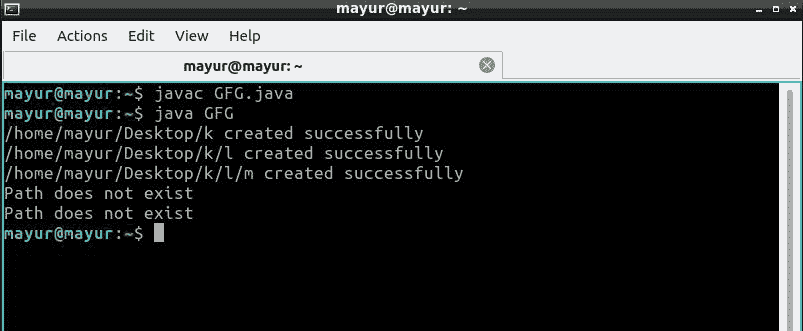 mayur@mayur: ~
File Actions Edit View Help
mayur@mayur: ~
mayur@mayur:~$ javac GFG.java
mayur@mayur:~$ java GFG
/home/mayur/Desktop/k created successfully
/home/mayur/Desktop/k/l created successfully
/home/mayur/Desktop/k/l/m created successfully
Path does not exist
Path does not exist
mayur@mayur:~$